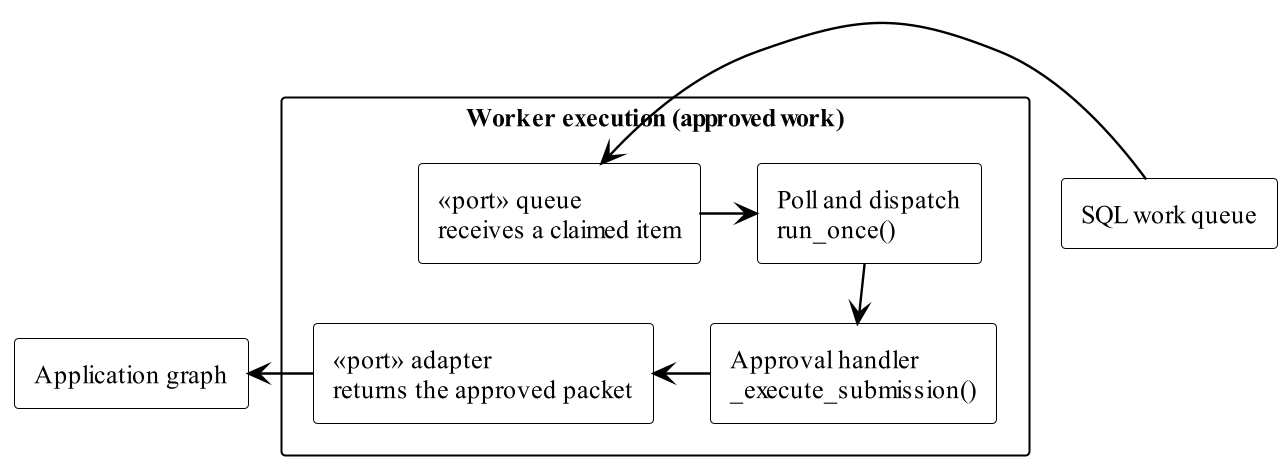 Worker execution (approved work)
«port» queue
receives a claimed item
Poll and dispatch
run_once()
SQL work queue
Application graph
«port» adapter
returns the approved packet
Approval handler
_execute_submission()